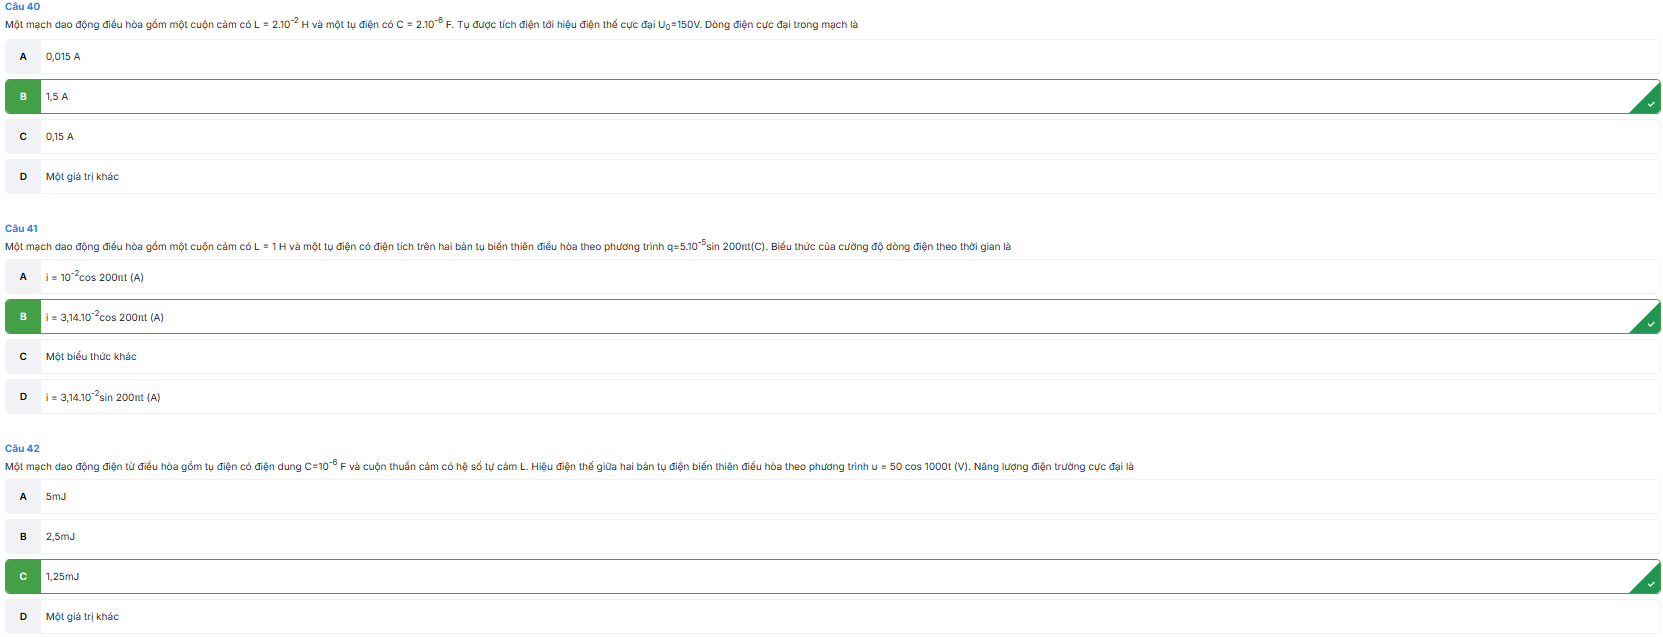 Câu 40
Một mạch dao động điều hòa gồm một cuộn cảm có L = 2.10⁻² H và một tụ điện có C = 2.10⁻⁶ F. Tụ được tích điện tới hiệu điện thế cực đại U₀=150V. Dòng điện cực đại trong mạch là
A 0,015 A
B 1,5 A
C 0,15 A
D Một giá trị khác
Câu 41
Một mạch dao động điều hòa gồm một cuộn cảm có L = 1 H và một tụ điện có điện tích trên hai bản tụ biến thiên điều hòa theo phương trình q=5.10⁻⁵sin 200πt(C). Biểu thức của cường độ dòng điện theo thời gian là
A i = 10⁻²cos 200πt (A)
B i = 3,14.10⁻²cos 200πt (A)
C Một biểu thức khác
D i = 3,14.10⁻²sin 200πt (A)
Câu 42
Một mạch dao động điện từ điều hòa gồm tụ điện có điện dung C=10⁻⁶ F và cuộn thuần cảm có hệ số tự cảm L. Hiệu điện thế giữa hai bản tụ điện biến thiên điều hòa theo phương trình u = 50 cos 1000t (V). Năng lượng điện trường cực đại là
A 5mJ
B 2,5mJ
C 1,25mJ
D Một giá trị khác